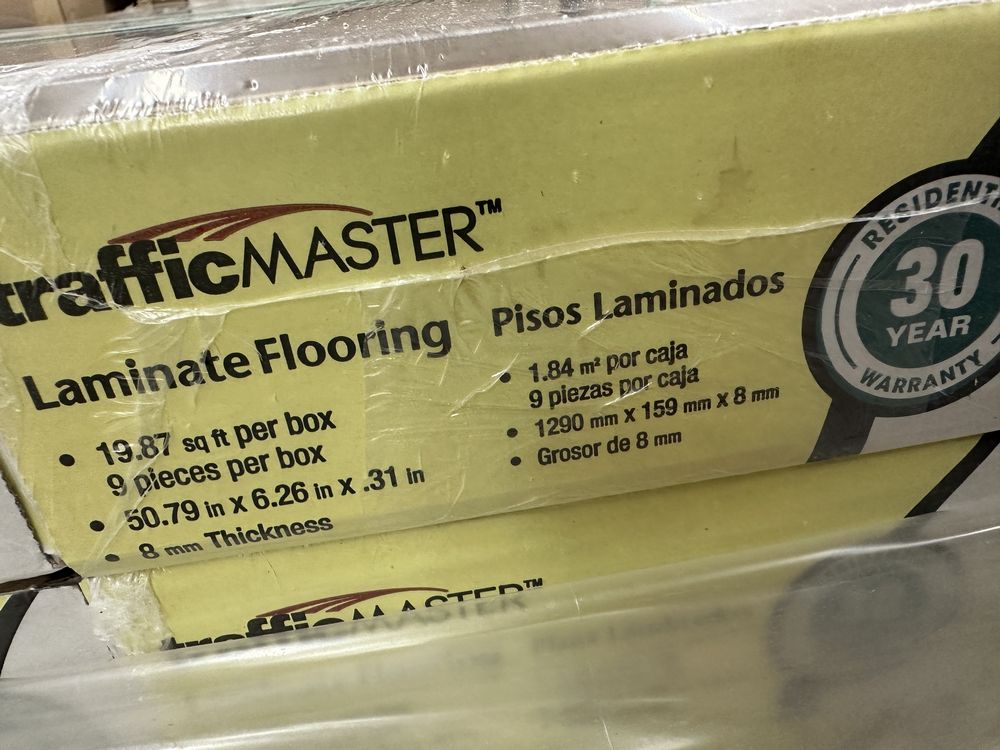 trafficMASTER™
Laminate Flooring
• 19.87 sq ft per box
9 pieces per box
• 50.79 in x 6.26 in x .31 in
• 8 mm Thickness
Pisos Laminados
• 1.84 m² por caja
9 piezas por caja
• 1290 mm x 159 mm x 8 mm
• Grosor de 8 mm
30
YEAR
WARRANTY
trafficMASTER™